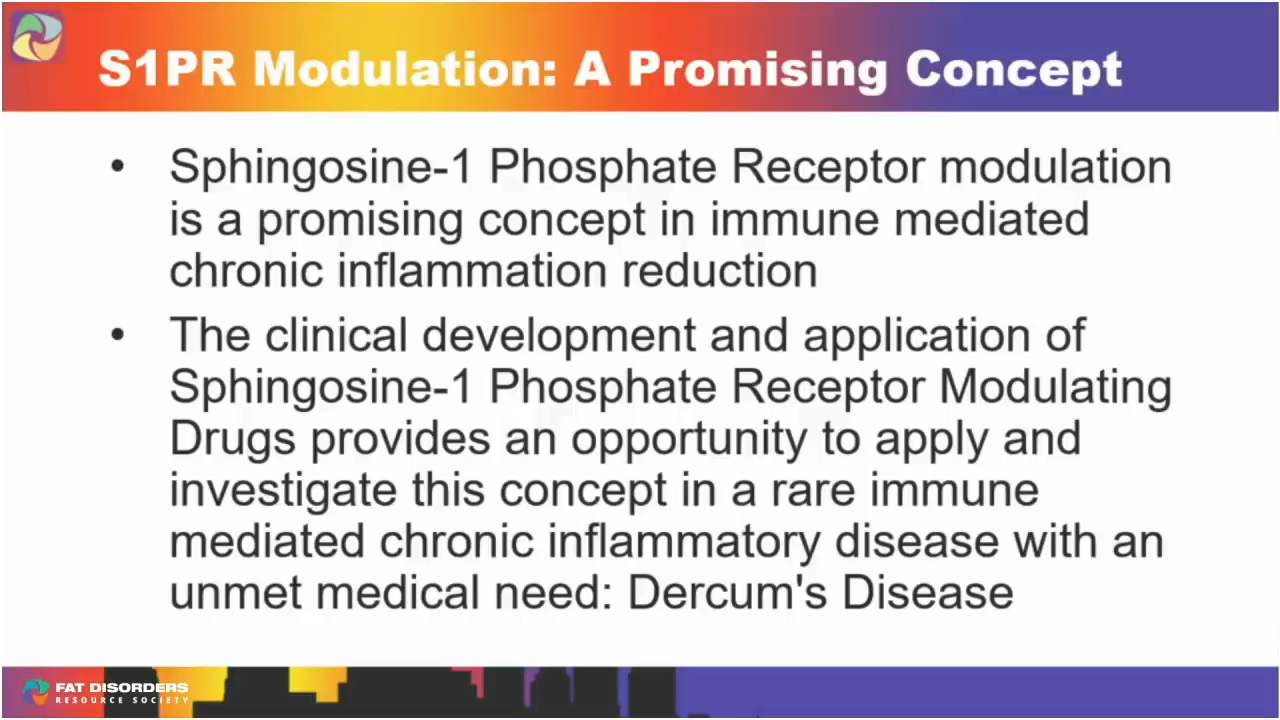 S1PR Modulation: A Promising Concept
• Sphingosine-1 Phosphate Receptor modulation
is a promising concept in immune mediated
chronic inflammation reduction
• The clinical development and application of
Sphingosine-1 Phosphate Receptor Modulating
Drugs provides an opportunity to apply and
investigate this concept in a rare immune
mediated chronic inflammatory disease with an
unmet medical need: Dercum's Disease
FAT DISORDERS
RESOURCE SOCIETY